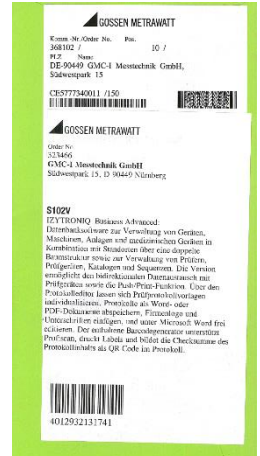 GOSSEN METRAWATT
Komm.-Nr./Order No. Pos.
368102 / 10 /
PLZ Name
DE-90449 GMC-I Messtechnik GmbH,
Südwestpark 15
CE5777340011 /150
GOSSEN METRAWATT
Order Nr
323466
GMC-I Messtechnik GmbH
Südwestpark 15, D 90449 Nürnberg
S102V
IZYTRONIQ Business Advanced:
Datenbanksoftware zur Verwaltung von Geräten,
Maschinen, Anlagen und medizinischen Geräten in
Kombination mit Standorten über eine doppelte
Baumstruktur sowie zur Verwaltung von Prüfern,
Prüfgeräten, Katalogen und Sequenzen. Die Version
ermöglicht den bidirektionalen Datenaustausch mit
Prüfgeräten sowie die Push/Print-Funktion. Über den
Protokolleditor lassen sich Prüfprotokollvorlagen
individualisieren, Protokolle als Word- oder
PDF-Dokumente abspeichern, Firmenlogo und
Unterschriften einfügen, und unter Microsoft Word frei
editieren. Der enthaltene Barcodegenerator unterstützt
Profiscan, druckt Labels und bildet die Checksumme des
Protokollinhalts als QR Code im Protokoll.
4012932131741